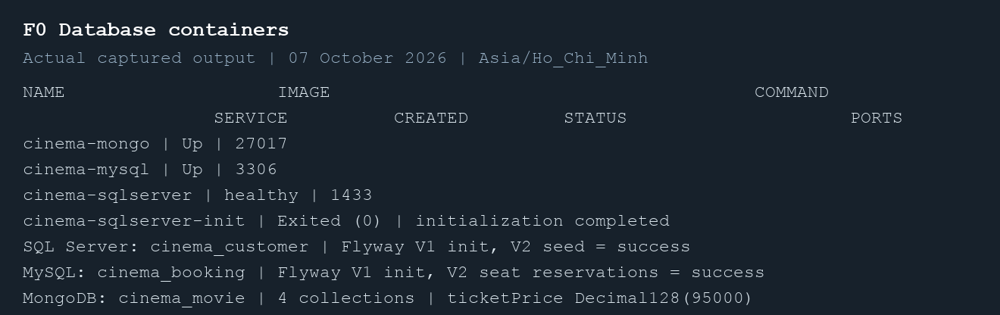 F0 Database containers
Actual captured output | 07 October 2026 | Asia/Ho_Chi_Minh
NAME IMAGE COMMAND
SERVICE CREATED STATUS PORTS
cinema-mongo | Up | 27017
cinema-mysql | Up | 3306
cinema-sqlserver | healthy | 1433
cinema-sqlserver-init | Exited (0) | initialization completed
SQL Server: cinema_customer | Flyway V1 init, V2 seed = success
MySQL: cinema_booking | Flyway V1 init, V2 seat reservations = success
MongoDB: cinema_movie | 4 collections | ticketPrice Decimal128(95000)